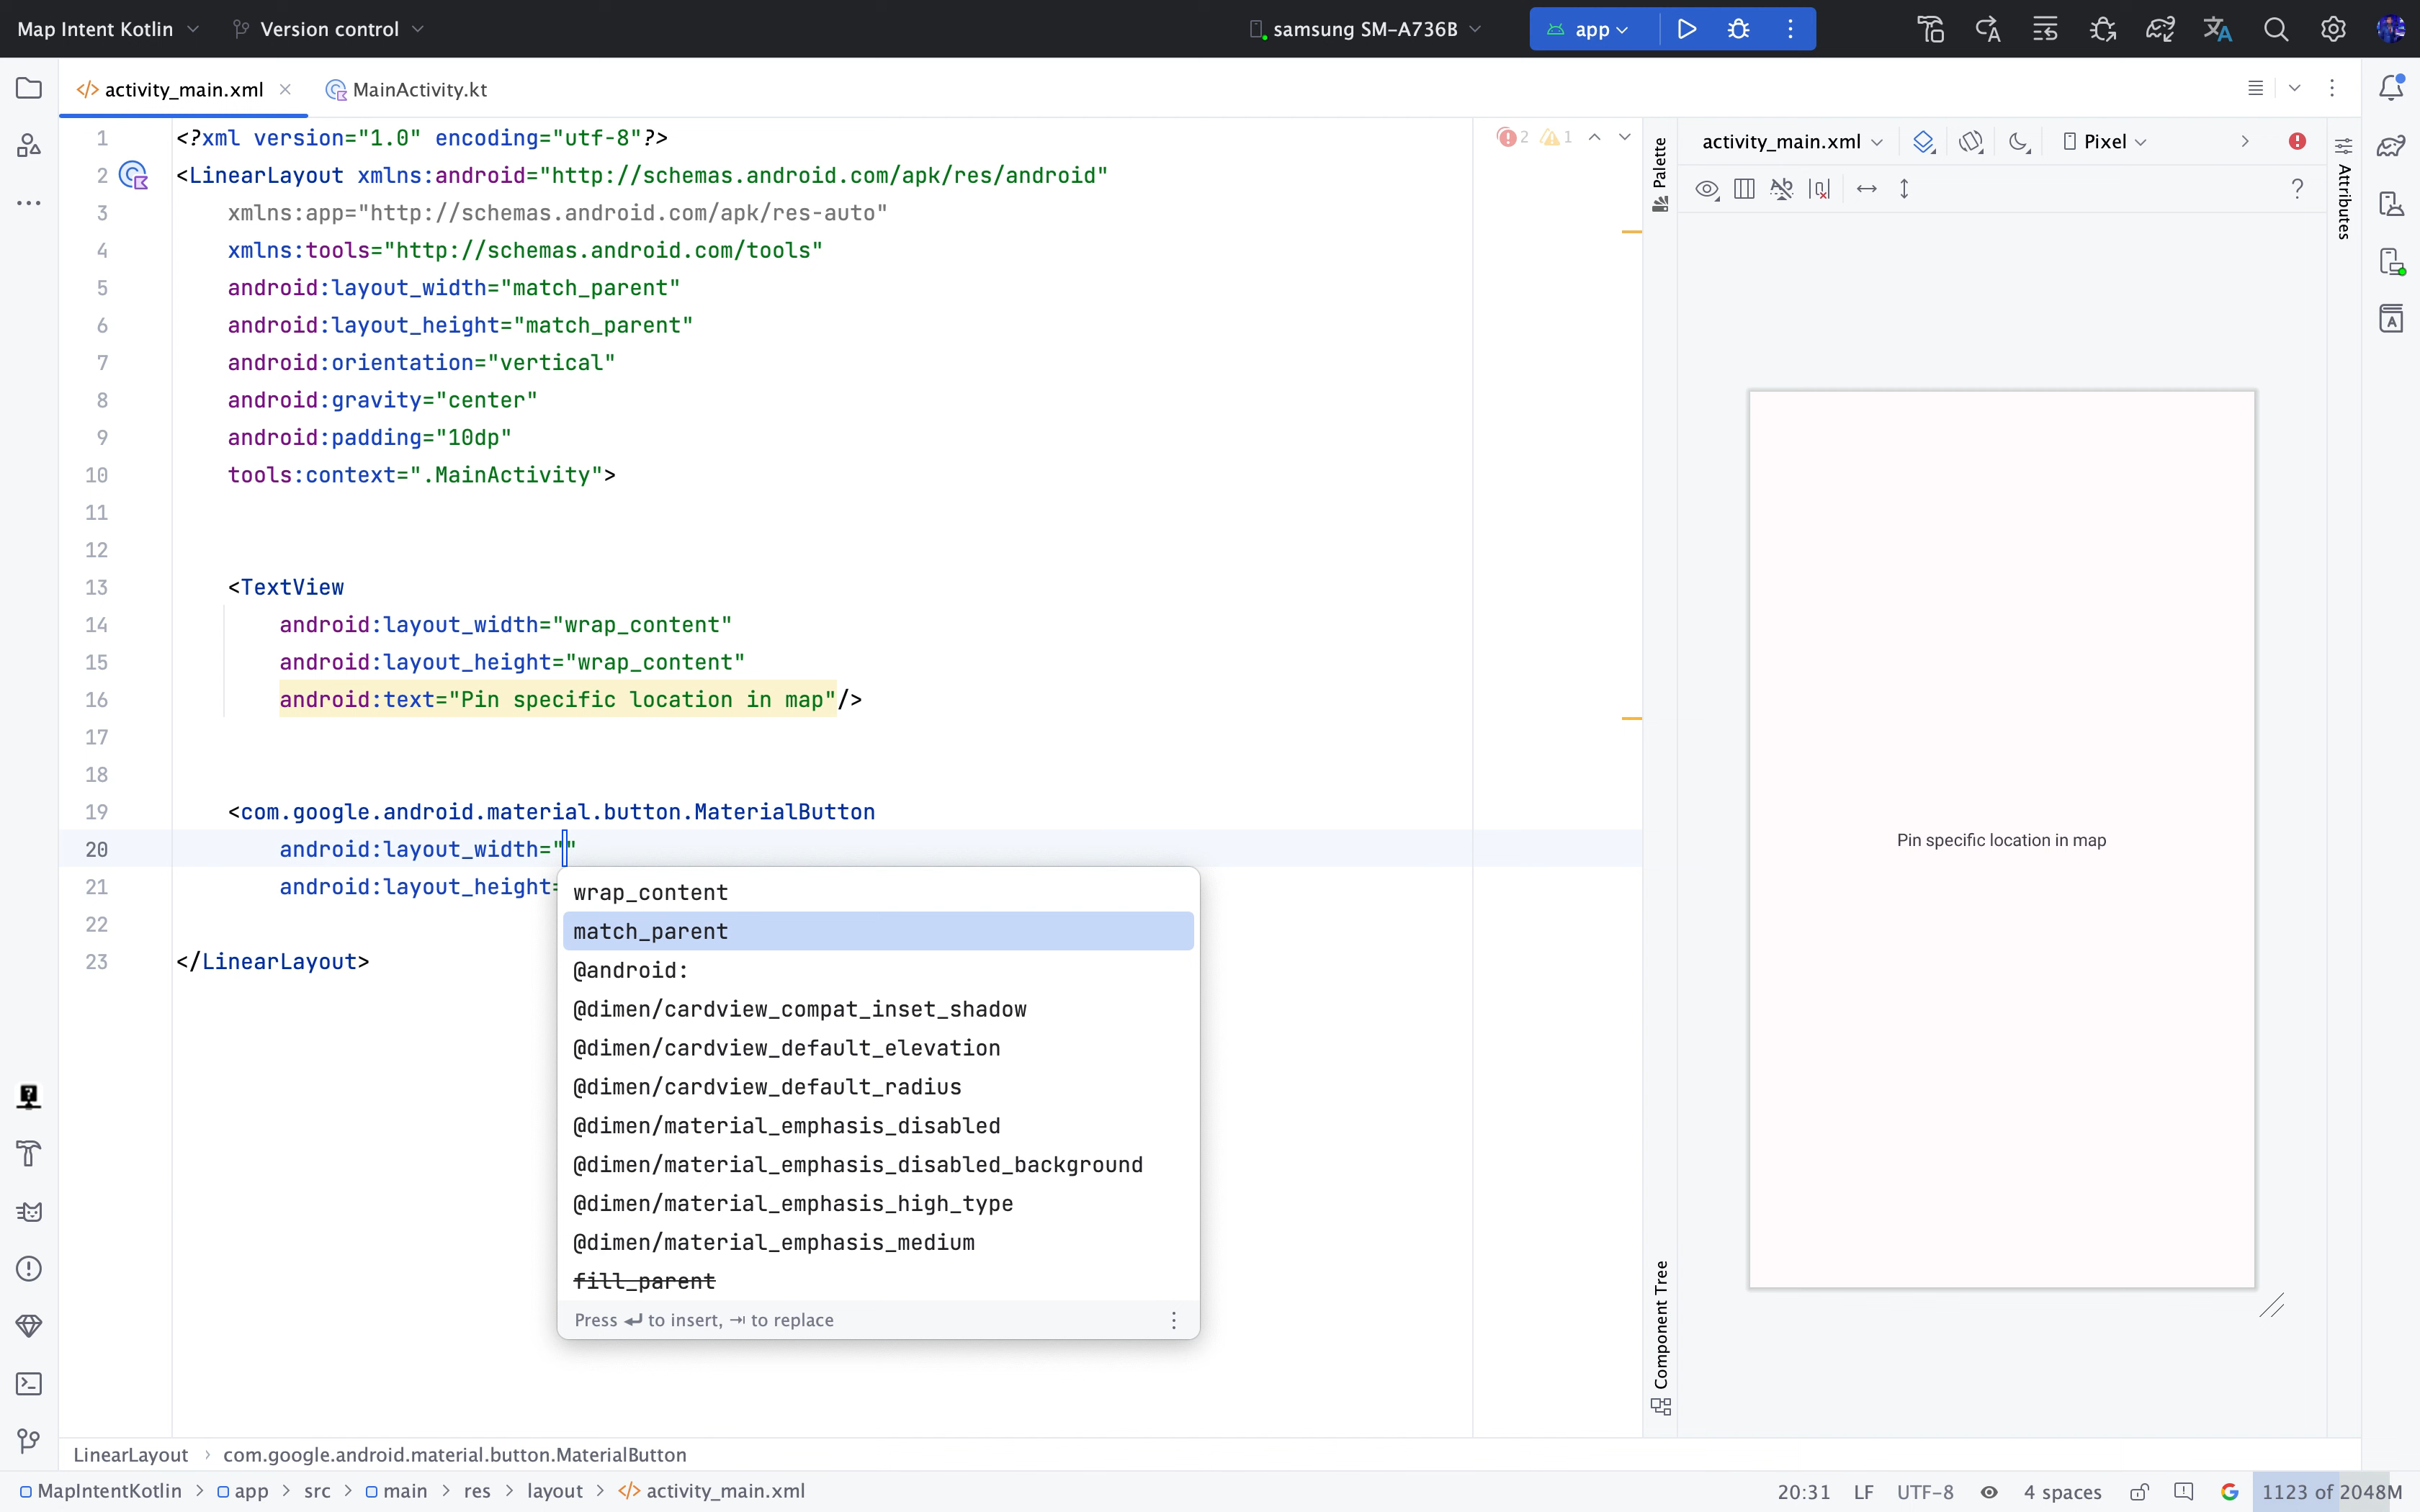 Map Intent Kotlin Version control samsung SM-A736B app
activity_main.xml MainActivity.kt
1 <?xml version="1.0" encoding="utf-8"?>
2 <LinearLayout xmlns:android="http://schemas.android.com/apk/res/android"
3 xmlns:app="http://schemas.android.com/apk/res-auto"
4 xmlns:tools="http://schemas.android.com/tools"
5 android:layout_width="match_parent"
6 android:layout_height="match_parent"
7 android:orientation="vertical"
8 android:gravity="center"
9 android:padding="10dp"
10 tools:context=".MainActivity">
11
12
13 <TextView
14 android:layout_width="wrap_content"
15 android:layout_height="wrap_content"
16 android:text="Pin specific location in map"/>
17
18
19 <com.google.android.material.button.MaterialButton
20 android:layout_width=""
21 android:layout_height=
22
23 </LinearLayout>
wrap_content
match_parent
@android:
@dimen/cardview_compat_inset_shadow
@dimen/cardview_default_elevation
@dimen/cardview_default_radius
@dimen/material_emphasis_disabled
@dimen/material_emphasis_disabled_background
@dimen/material_emphasis_high_type
@dimen/material_emphasis_medium
fill_parent
Press ↵ to insert, ⇥ to replace
2 1
Palette
activity_main.xml Pixel
Attributes
Pin specific location in map
Component Tree
LinearLayout › com.google.android.material.button.MaterialButton
MapIntentKotlin > app > src > main > res > layout > activity_main.xml
20:31 LF UTF-8 4 spaces 1123 of 2048M